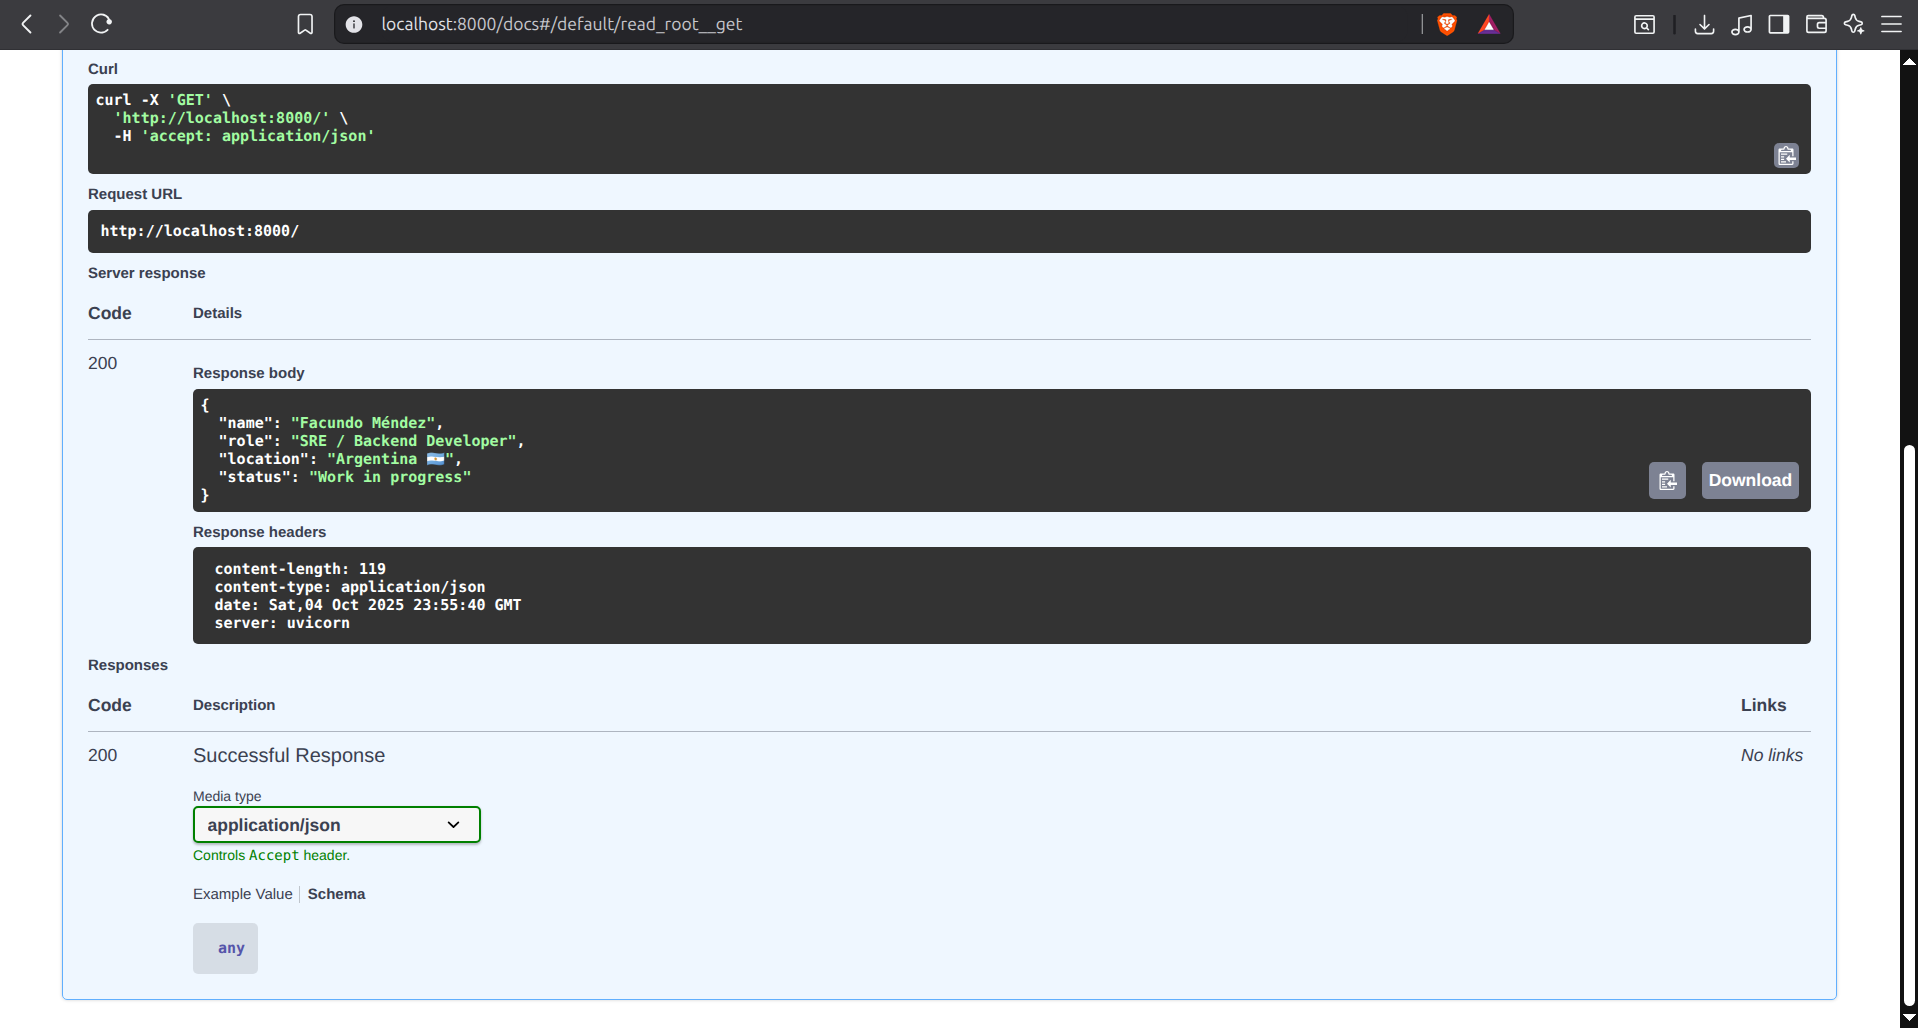 localhost:8000/docs#/default/read_root__get
Curl
curl -X 'GET' \
'http://localhost:8000/' \
-H 'accept: application/json'
Request URL
http://localhost:8000/
Server response
Code Details
200
Response body
{
"name": "Facundo Méndez",
"role": "SRE / Backend Developer",
"location": "Argentina 🇦🇷",
"status": "Work in progress"
}
Download
Response headers
content-length: 119
content-type: application/json
date: Sat,04 Oct 2025 23:55:40 GMT
server: uvicorn
Responses
Code Description Links
200 Successful Response No links
Media type
application/json
Controls Accept header.
Example Value Schema
any